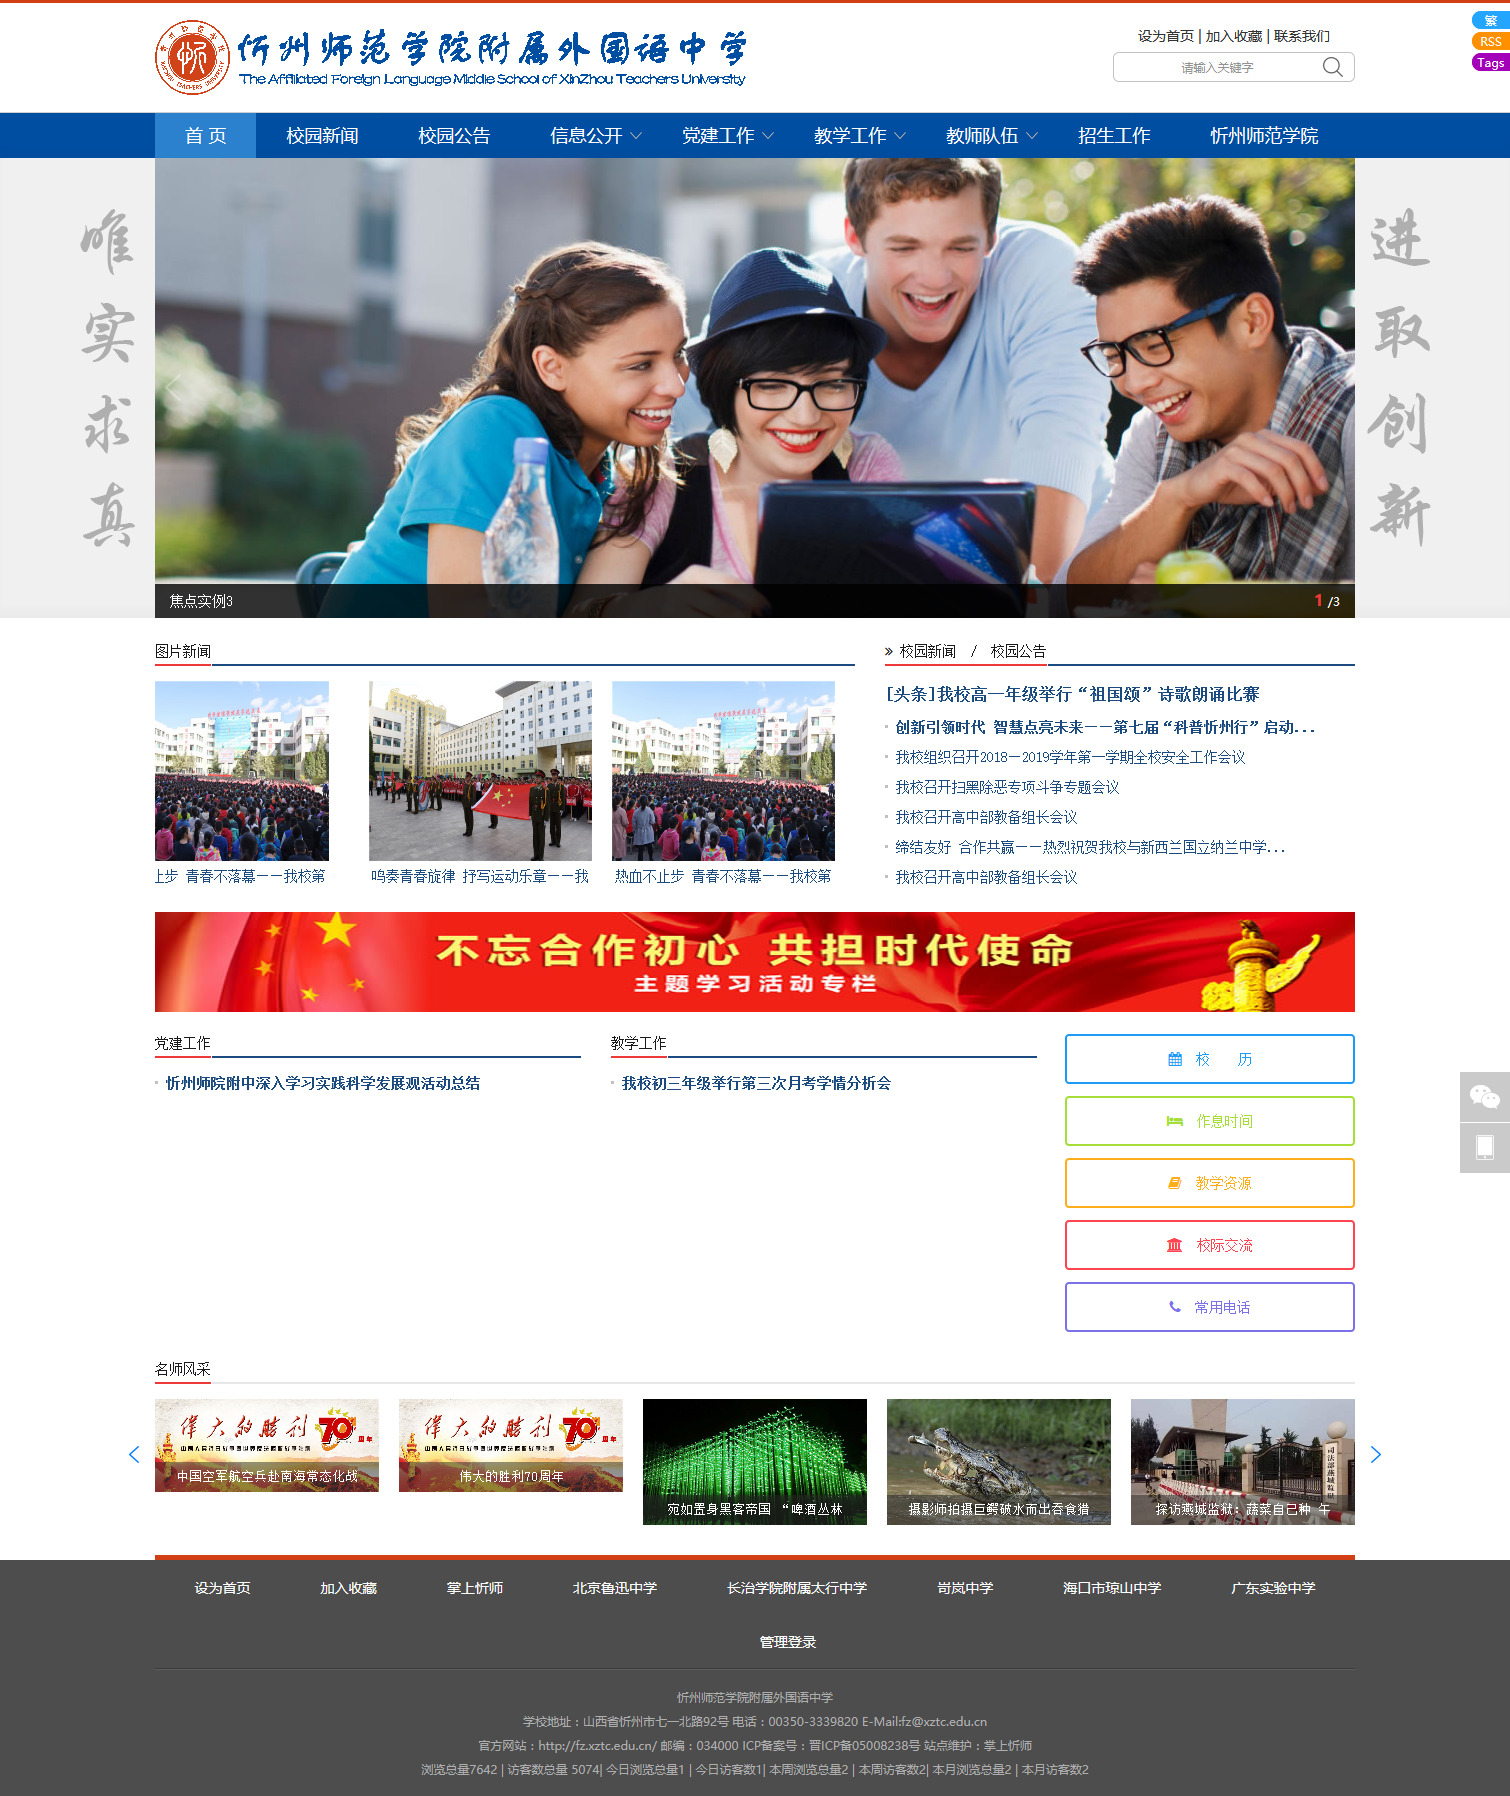 忻州师范学院附属外国语中学
The Affiliated Foreign Language Middle School of XinZhou Teachers University
设为首页 | 加入收藏 | 联系我们
请输入关键字
繁
RSS
Tags
首 页
校园新闻
校园公告
信息公开
党建工作
教学工作
教师队伍
招生工作
忻州师范学院
唯实求真
进取创新
焦点实例3
1 /3
图片新闻
上步 青春不落幕——我校第
鸣奏青春旋律 抒写运动乐章——我
热血不止步 青春不落幕——我校第
» 校园新闻 / 校园公告
[头条]我校高一年级举行“祖国颂”诗歌朗诵比赛
创新引领时代 智慧点亮未来——第七届“科普忻州行”启动...
我校组织召开2018—2019学年第一学期全校安全工作会议
我校召开扫黑除恶专项斗争专题会议
我校召开高中部教备组长会议
缔结友好 合作共赢——热烈祝贺我校与新西兰国立纳兰中学...
我校召开高中部教备组长会议
不忘合作初心 共担时代使命
主题学习活动专栏
党建工作
忻州师院附中深入学习实践科学发展观活动总结
教学工作
我校初三年级举行第三次月考学情分析会
校 历
作息时间
教学资源
校际交流
常用电话
名师风采
偉大的勝利 70 周年
中国空军航空兵赴南海常态化战
偉大的勝利 70 周年
伟大的胜利70周年
宛如置身黑客帝国 “啤酒丛林
摄影师拍摄巨鳄破水而出吞食猎
司法部燕城监狱
探访燕城监狱：蔬菜自己种 午
设为首页
加入收藏
掌上忻师
北京鲁迅中学
长治学院附属太行中学
岢岚中学
海口市琼山中学
广东实验中学
管理登录
忻州师范学院附属外国语中学
学校地址：山西省忻州市七一北路92号 电话：00350-3339820 E-Mail:fz@xztc.edu.cn
官方网站：http://fz.xztc.edu.cn/ 邮编：034000 ICP备案号：晋ICP备05008238号 站点维护：掌上忻师
浏览总量7642 | 访客数总量 5074| 今日浏览总量1 | 今日访客数1| 本周浏览总量2 | 本周访客数2| 本月浏览总量2 | 本月访客数2